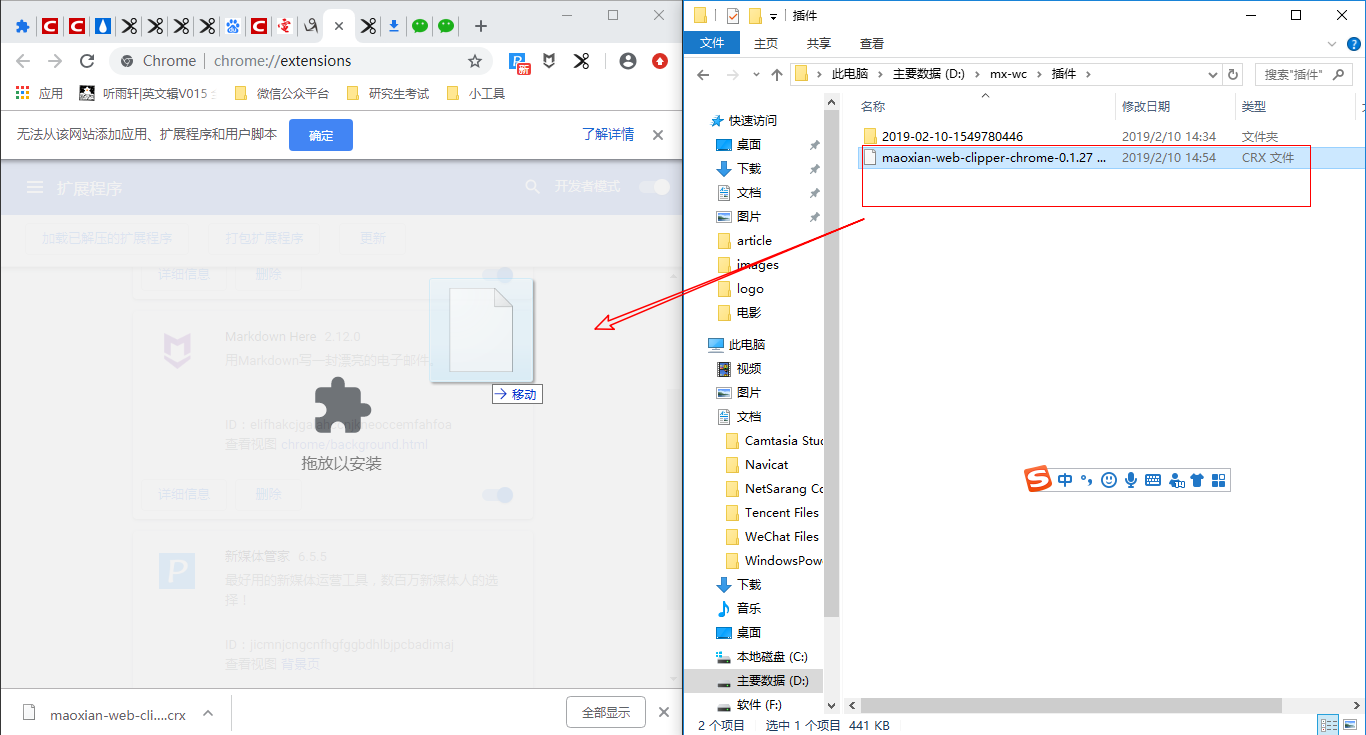 Chrome | chrome://extensions
新
应用
听雨轩|英文辑V015
微信公众平台
研究生考试
小工具
无法从该网站添加应用、扩展程序和用户脚本
确定
了解详情
扩展程序
开发者模式
加载已解压的扩展程序
打包扩展程序
更新
详细信息
删除
Markdown Here 2.12.0
用Markdown写一封漂亮的电子邮件
移动
查看视图 chrome/background.html
拖放以安装
详细信息
删除
P
新媒体管家 6.5.5
最好用的新媒体运营工具，数百万新媒体人的选
择！
ID：jicmnjcngcnfhgfggbdhibjpcbadimaj
查看视图 背景页
maoxian-web-cli....crx
全部显示
插件
文件
主页
共享
查看
此电脑
主要数据 (D:)
mx-wc
插件
搜索"插件"
名称
修改日期
类型
2019-02-10-1549780446
2019/2/10 14:34
文件夹
maoxian-web-clipper-chrome-0.1.27 ...
2019/2/10 14:54
CRX 文件
快速访问
桌面
下载
文档
图片
article
images
logo
电影
此电脑
视频
图片
文档
Camtasia Stud
Navicat
NetSarang Co
Tencent Files
WeChat Files
WindowsPowe
下载
音乐
桌面
本地磁盘 (C:)
主要数据 (D:)
软件 (F:)
S
中
2 个项目
选中 1 个项目 441 KB